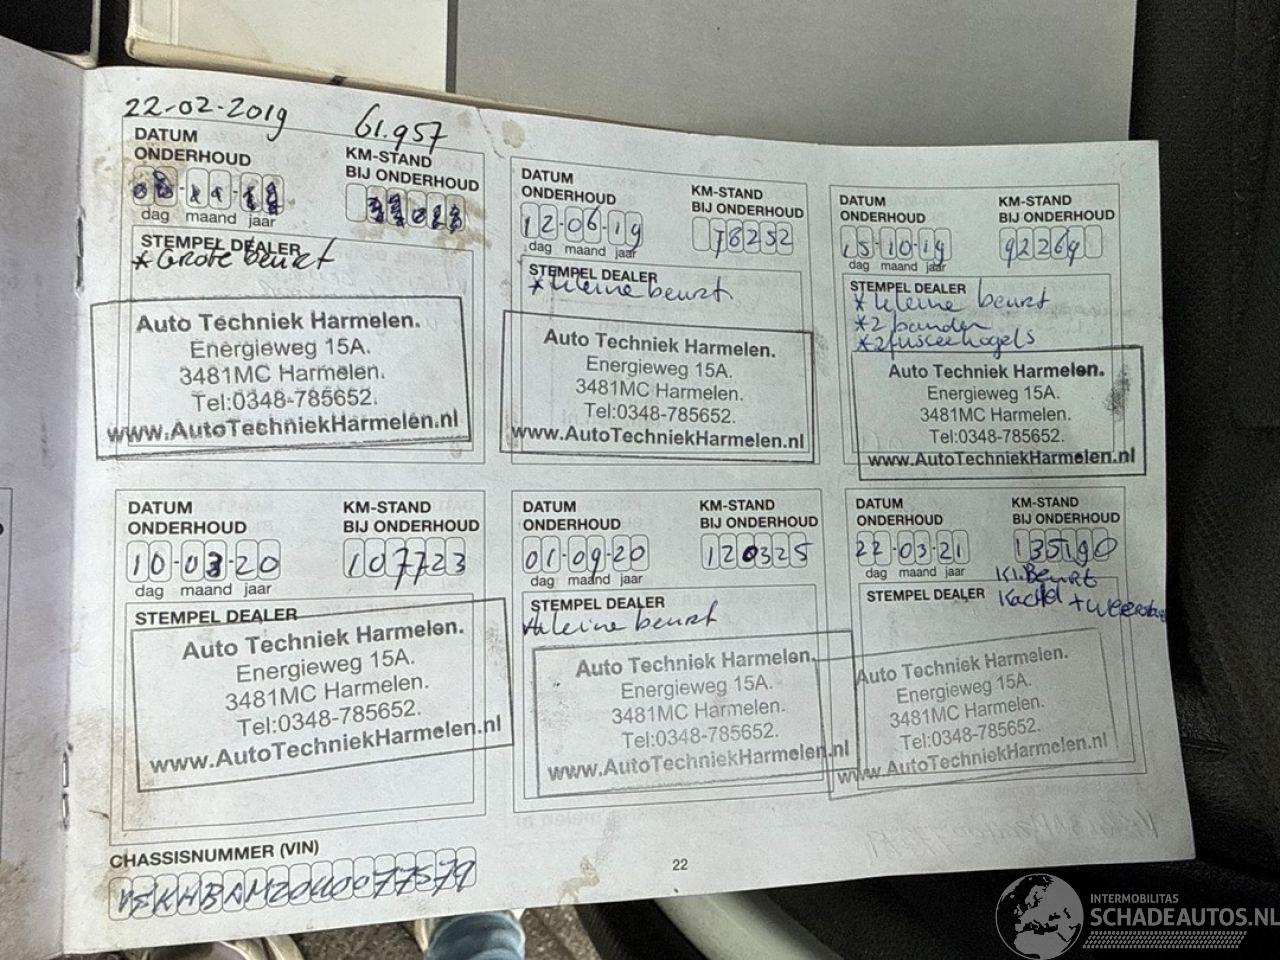 22-02-2019 61.957
DATUM
ONDERHOUD
KM-STAND
BIJ ONDERHOUD
dag maand jaar
STEMPEL DEALER
* Grote beurt
Auto Techniek Harmelen.
Energieweg 15A.
3481MC Harmelen.
Tel:0348-785652.
www.AutoTechniekHarmelen.nl
DATUM
ONDERHOUD
KM-STAND
BIJ ONDERHOUD
12-06-19 78252
dag maand jaar
STEMPEL DEALER
* kleine beurt
Auto Techniek Harmelen.
Energieweg 15A.
3481MC Harmelen.
Tel:0348-785652.
www.AutoTechniekHarmelen.nl
DATUM
ONDERHOUD
KM-STAND
BIJ ONDERHOUD
15-10-19 92269
dag maand jaar
STEMPEL DEALER
* kleine beurt
* 2 banden
* 2 fuseekogels
Auto Techniek Harmelen.
Energieweg 15A.
3481MC Harmelen.
Tel:0348-785652.
www.AutoTechniekHarmelen.nl
DATUM
ONDERHOUD
KM-STAND
BIJ ONDERHOUD
10-03-20 107723
dag maand jaar
STEMPEL DEALER
Auto Techniek Harmelen.
Energieweg 15A.
3481MC Harmelen.
Tel:0348-785652.
www.AutoTechniekHarmelen.nl
DATUM
ONDERHOUD
KM-STAND
BIJ ONDERHOUD
01-09-20 120325
dag maand jaar
STEMPEL DEALER
kleine beurt
Auto Techniek Harmelen.
Energieweg 15A.
3481MC Harmelen.
Tel:0348-785652.
www.AutoTechniekHarmelen.nl
DATUM
ONDERHOUD
KM-STAND
BIJ ONDERHOUD
22-03-21 135190
dag maand jaar
Kl. Beurt
STEMPEL DEALER
Kachel +
Auto Techniek Harmelen.
Energieweg 15A.
3481MC Harmelen.
Tel:0348-785652.
www.AutoTechniekHarmelen.nl
CHASSISNUMMER (VIN)
22
INTERMOBILITAS
SCHADEAUTOS.NL